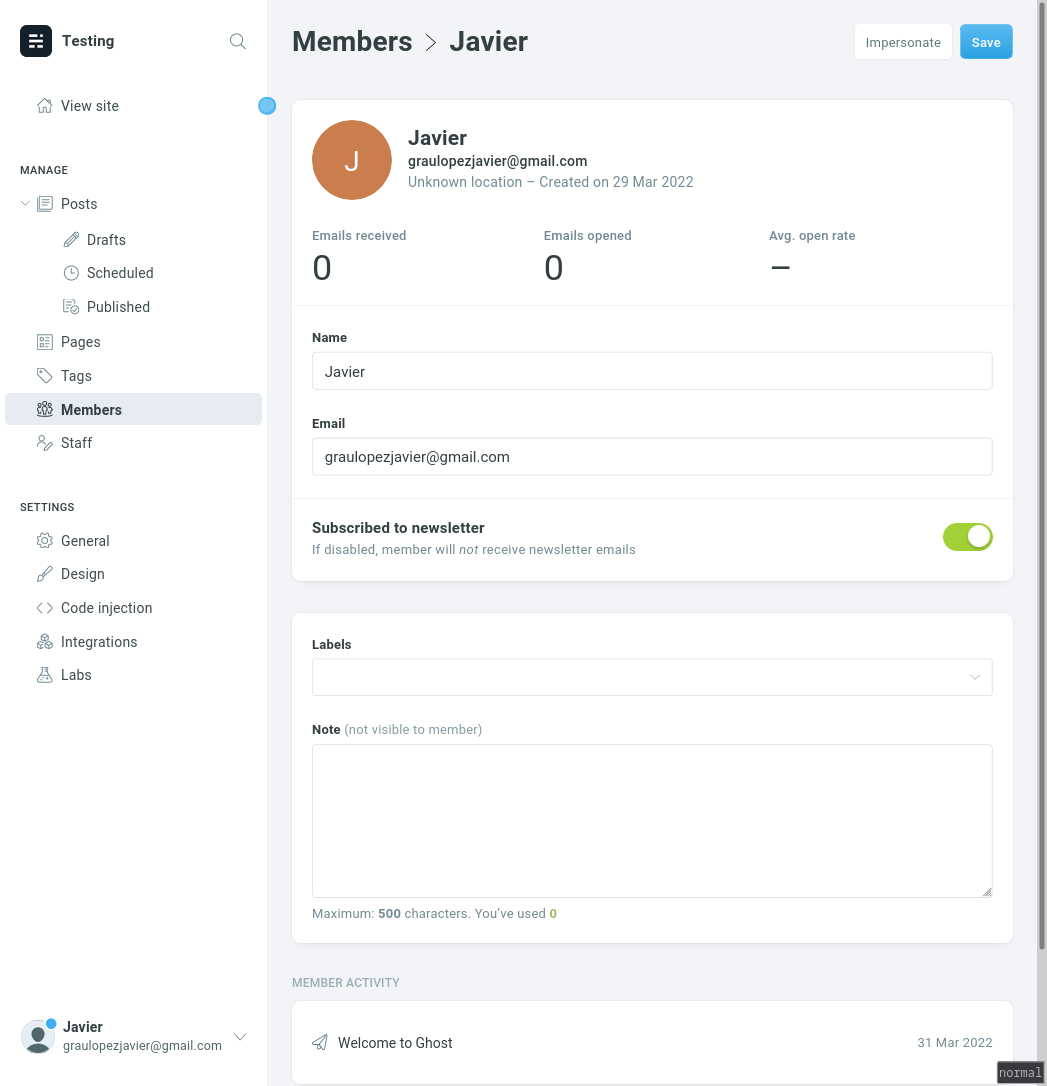 Testing
View site
MANAGE
Posts
Drafts
Scheduled
Published
Pages
Tags
Members
Staff
SETTINGS
General
Design
Code injection
Integrations
Labs
Javier
graulopezjavier@gmail.com
Members > Javier
Impersonate
Save
J
Javier
graulopezjavier@gmail.com
Unknown location – Created on 29 Mar 2022
Emails received
Emails opened
Avg. open rate
0
0
–
Name
Javier
Email
graulopezjavier@gmail.com
Subscribed to newsletter
If disabled, member will not receive newsletter emails
Labels
Note (not visible to member)
Maximum: 500 characters. You've used 0
MEMBER ACTIVITY
Welcome to Ghost
31 Mar 2022
normal